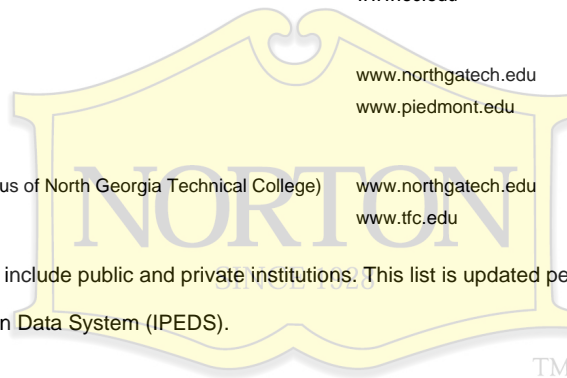 www.northgatech.edu
www.piedmont.edu
us of North Georgia Technical College) www.northgatech.edu
www.tfc.edu
NORTON
include public and private institutions. This list is updated pe
SINCE 1928
n Data System (IPEDS).
TM